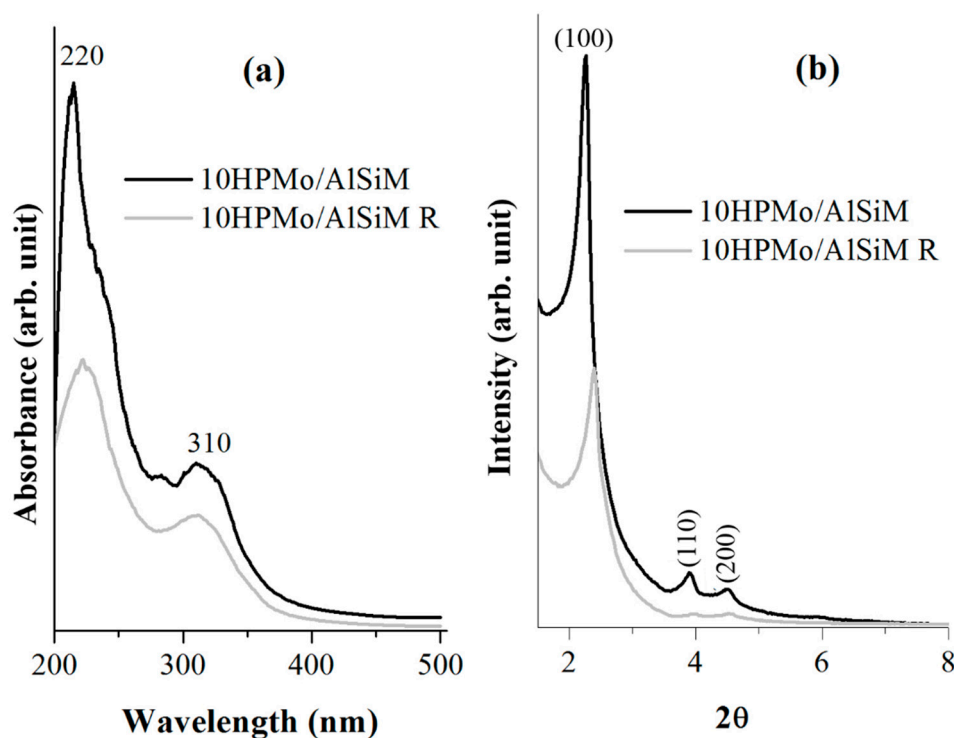 220
(a)
10HPMo/AlSiM
10HPMo/AlSiM R
310
Absorbance (arb. unit)
200
300
400
500
Wavelength (nm)
(100)
(b)
10HPMo/AlSiM
10HPMo/AlSiM R
(110)
(200)
Intensity (arb. unit)
2
4
6
8
2θ